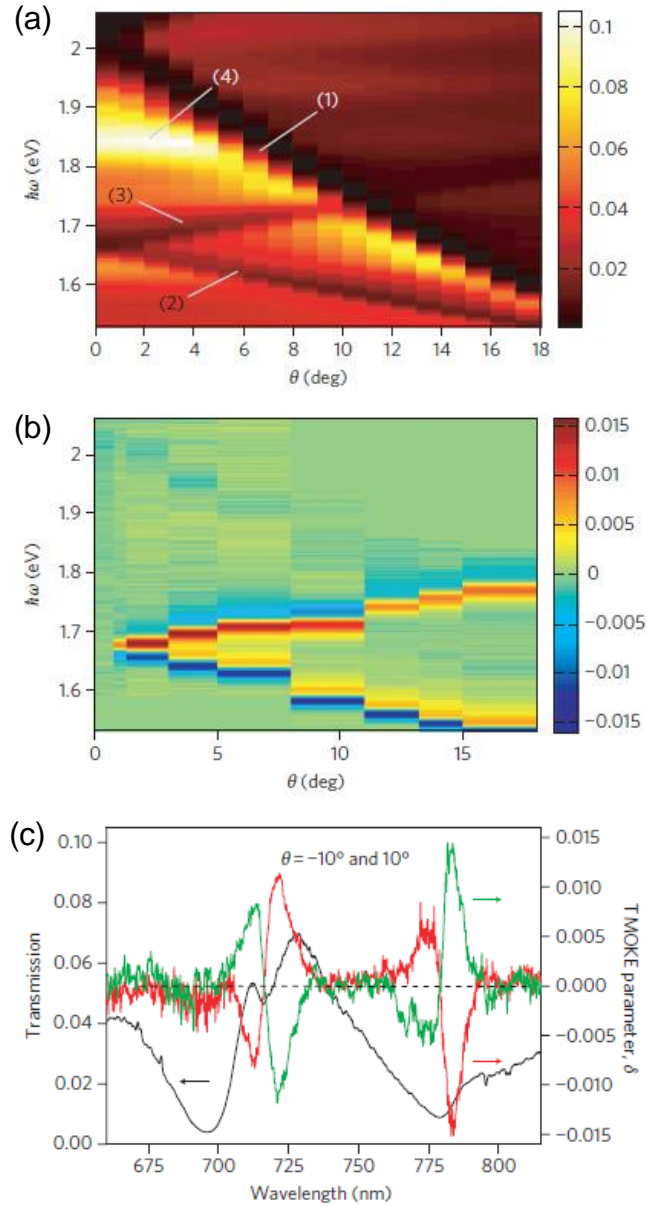 (a)
2
1.9
1.8
1.7
1.6
ħω (eV)
(4)
(1)
(3)
(2)
0 2 4 6 8 10 12 14 16 18
θ (deg)
0.1
0.08
0.06
0.04
0.02
(b)
2
1.9
1.8
1.7
1.6
ħω (eV)
0 5 10 15
θ (deg)
0.015
0.010
0.005
0
−0.005
−0.01
−0.015
(c)
θ = −10° and 10°
0.10
0.08
0.06
0.04
0.02
0.00
Transmission
675 700 725 750 775 800
Wavelength (nm)
0.015
0.010
0.005
0.000
−0.005
−0.010
−0.015
TMOKE parameter, δ